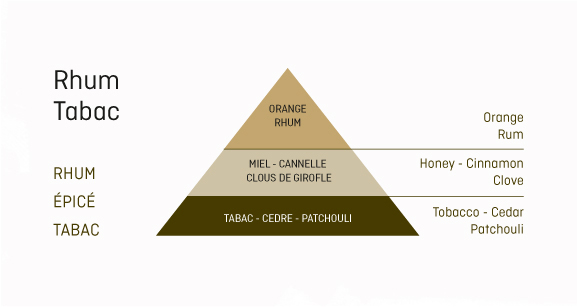 Rhum
Tabac
RHUM
ÉPICÉ
TABAC
ORANGE
RHUM
MIEL - CANNELLE
CLOUS DE GIROFLE
TABAC - CEDRE - PATCHOULI
Orange
Rum
Honey - Cinnamon
Clove
Tobacco - Cedar
Patchouli